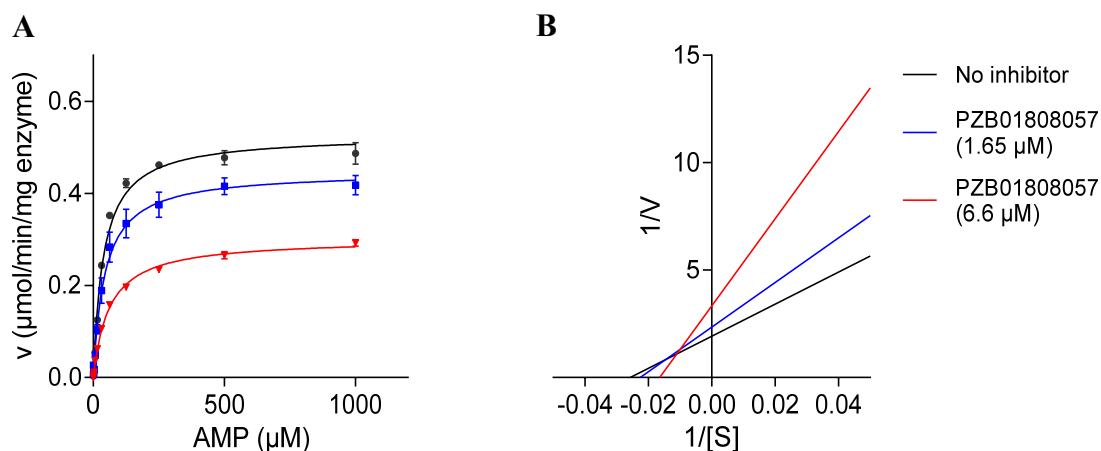 A
v (µmol/min/mg enzyme)
0.6
0.4
0.2
0.0
0
500
1000
AMP (µM)
B
1/V
15
10
5
-0.04
-0.02
0.00
0.02
0.04
1/[S]
No inhibitor
PZB01808057
(1.65 µM)
PZB01808057
(6.6 µM)